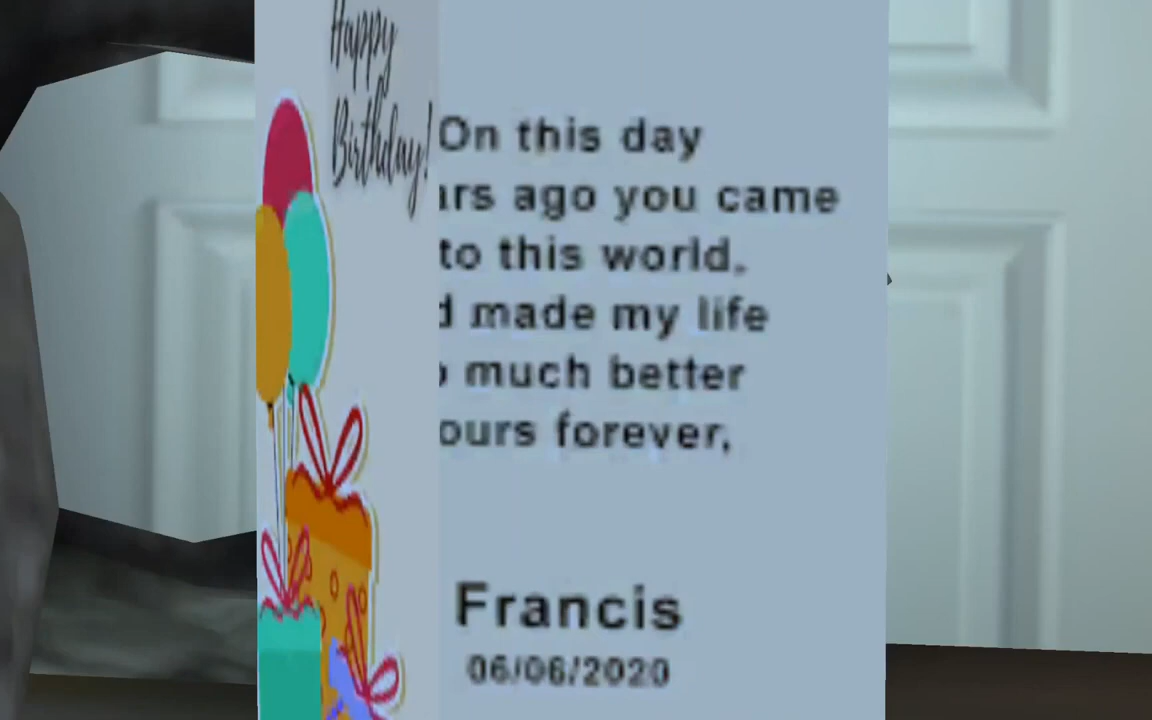 Happy
Birthday!
On this day
ars ago you came
to this world.
d made my life
much better
ours forever,
Francis
06/06/2020